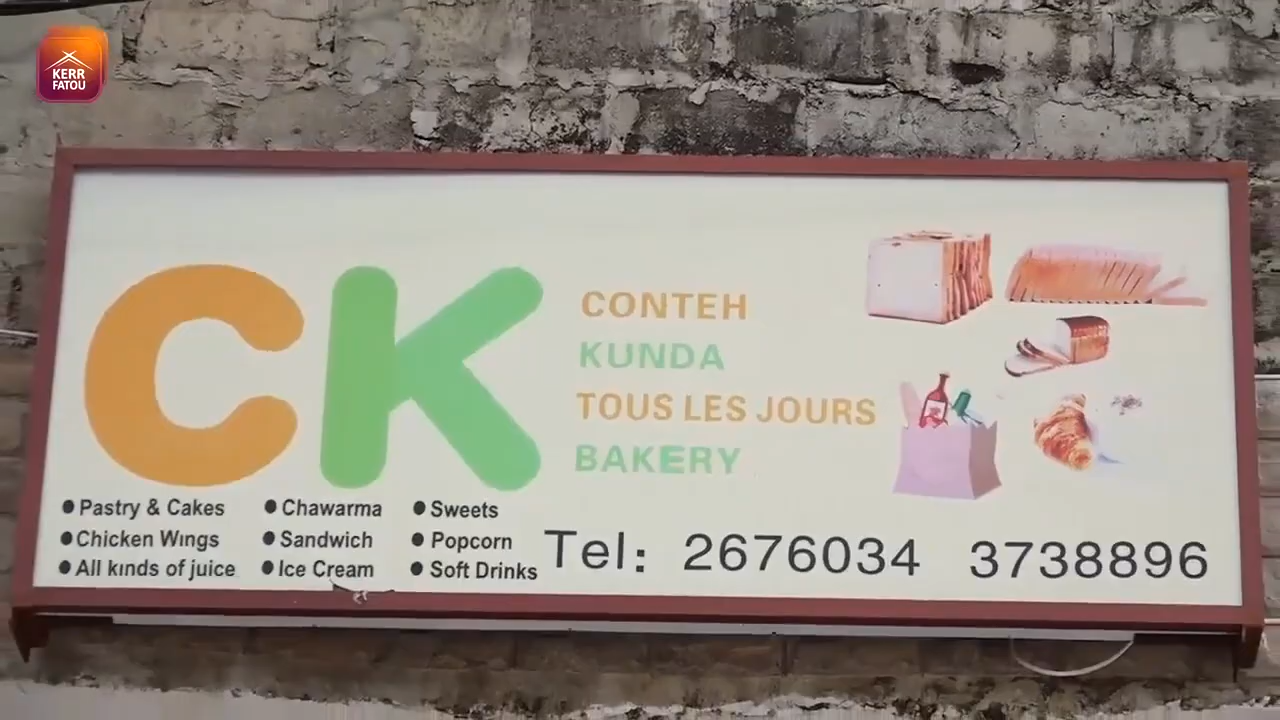 KERR
FATOU
CK
CONTEH
KUNDA
TOUS LES JOURS
BAKERY
• Pastry & Cakes
• Chicken Wings
• All kinds of juice
• Chawarma
• Sandwich
• Ice Cream
• Sweets
• Popcorn
• Soft Drinks
Tel: 2676034 3738896